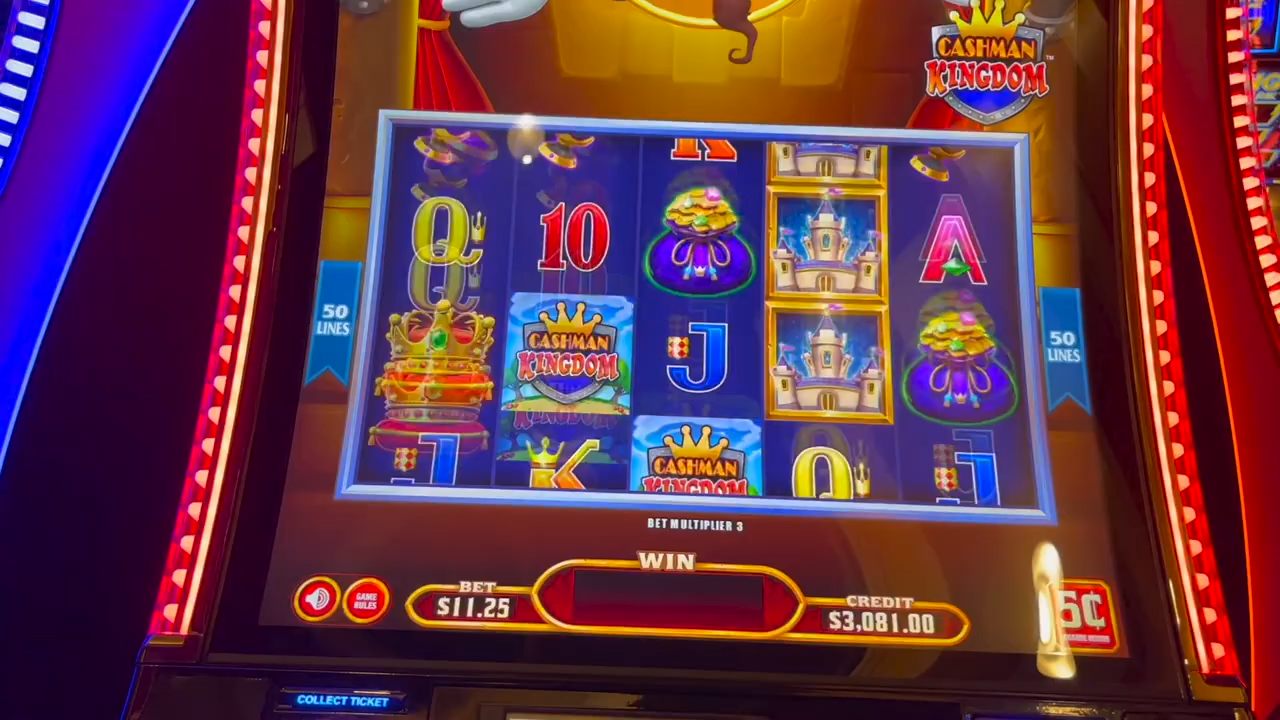 CASHMAN
KINGDOM
K
Q
10
A
50
LINES
CASHMAN
KINGDOM
J
50
LINES
J
K
CASHMAN
KINGDOM
Q
J
BET MULTIPLIER 3
WIN
GAME
RULES
BET
$11.25
CREDIT
$3,081.00
5¢
COLLECT TICKET